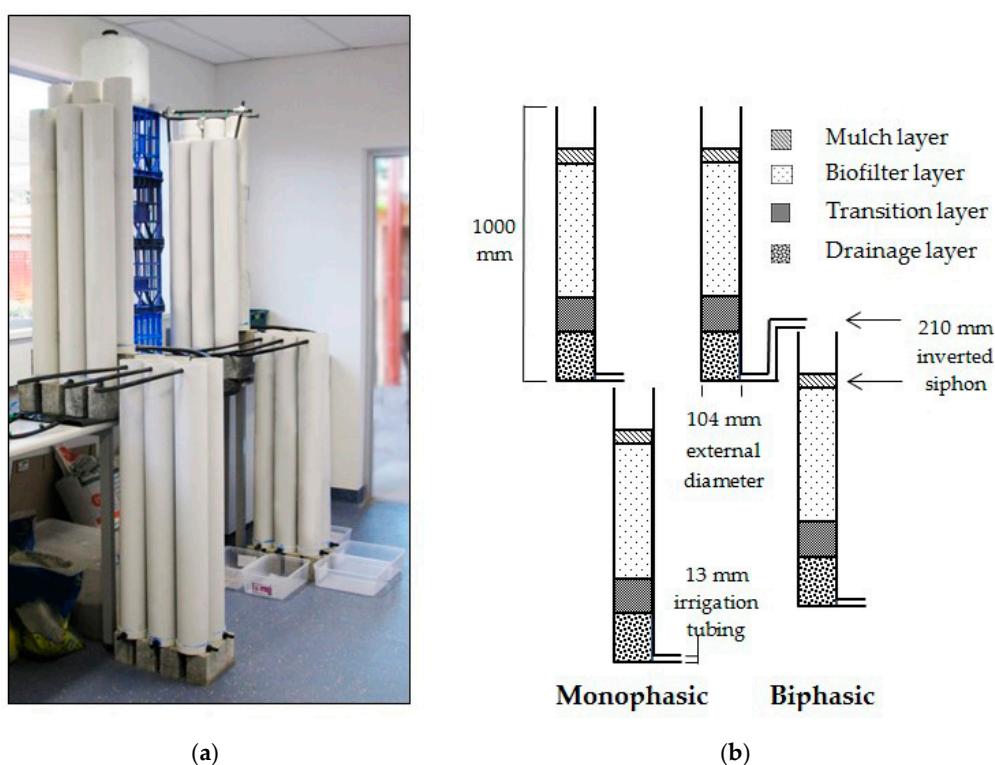 1000
mm
Mulch layer
Biofilter layer
Transition layer
Drainage layer
210 mm
inverted
siphon
104 mm
external
diameter
13 mm
irrigation
tubing
Monophasic
Biphasic
(a)
(b)